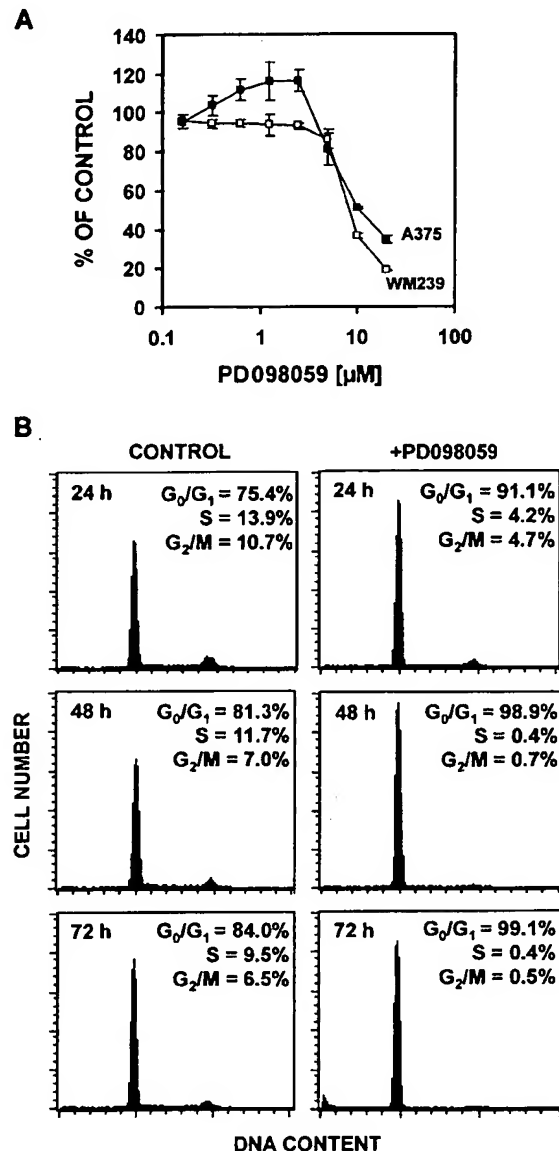 A
% OF CONTROL
140
120
100
80
60
40
20
0
A375
WM239
0.1
1
10
100
PD098059 [µM]
B
CONTROL
+PD098059
24 h
G0/G1 = 75.4%
S = 13.9%
G2/M = 10.7%
24 h
G0/G1 = 91.1%
S = 4.2%
G2/M = 4.7%
CELL NUMBER
48 h
G0/G1 = 81.3%
S = 11.7%
G2/M = 7.0%
48 h
G0/G1 = 98.9%
S = 0.4%
G2/M = 0.7%
72 h
G0/G1 = 84.0%
S = 9.5%
G2/M = 6.5%
72 h
G0/G1 = 99.1%
S = 0.4%
G2/M = 0.5%
DNA CONTENT